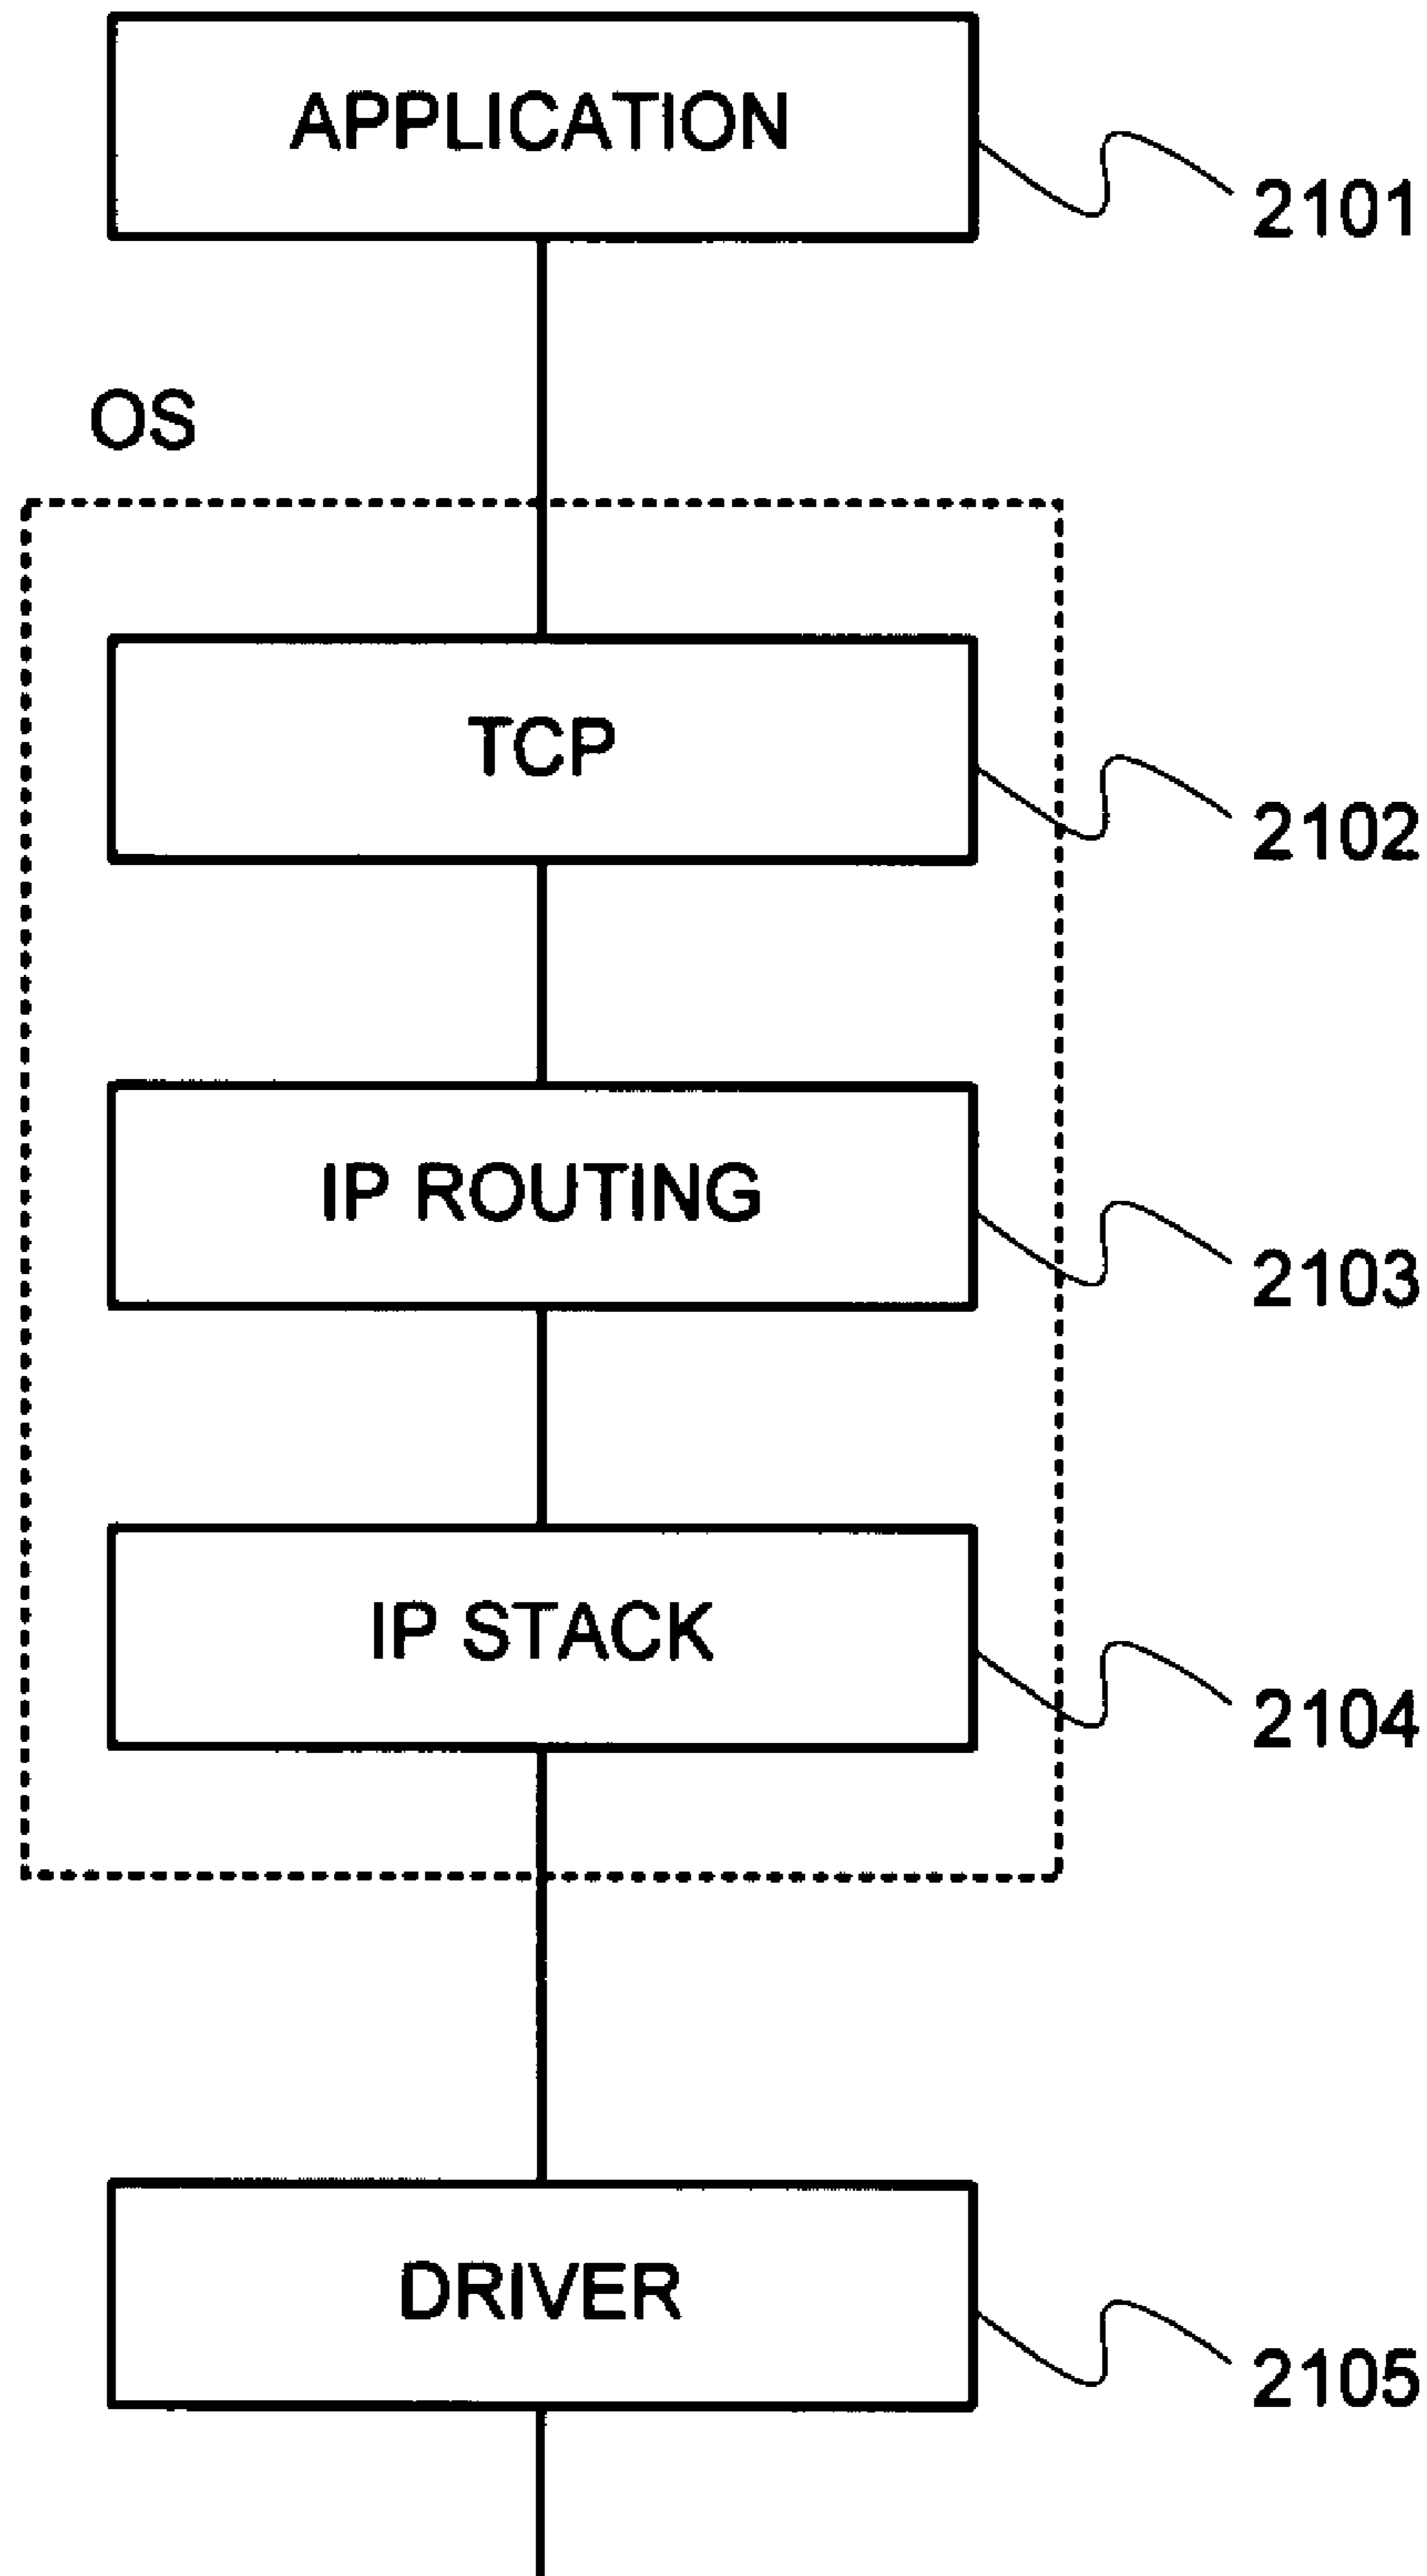 APPLICATION
2101
OS
TCP
2102
IP ROUTING
2103
IP STACK
2104
DRIVER
2105